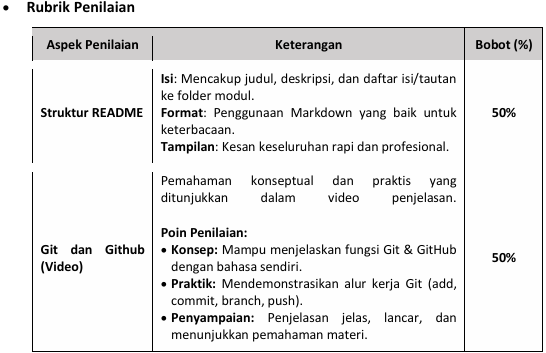 • Rubrik Penilaian
Aspek Penilaian Keterangan Bobot (%)
Struktur README
Isi: Mencakup judul, deskripsi, dan daftar isi/tautan
ke folder modul.
Format: Penggunaan Markdown yang baik untuk
keterbacaan.
Tampilan: Kesan keseluruhan rapi dan profesional.
50%
Git dan Github
(Video)
Pemahaman konseptual dan praktis yang
ditunjukkan dalam video penjelasan.
Poin Penilaian:
• Konsep: Mampu menjelaskan fungsi Git & GitHub
dengan bahasa sendiri.
• Praktik: Mendemonstrasikan alur kerja Git (add,
commit, branch, push).
• Penyampaian: Penjelasan jelas, lancar, dan
menunjukkan pemahaman materi.
50%